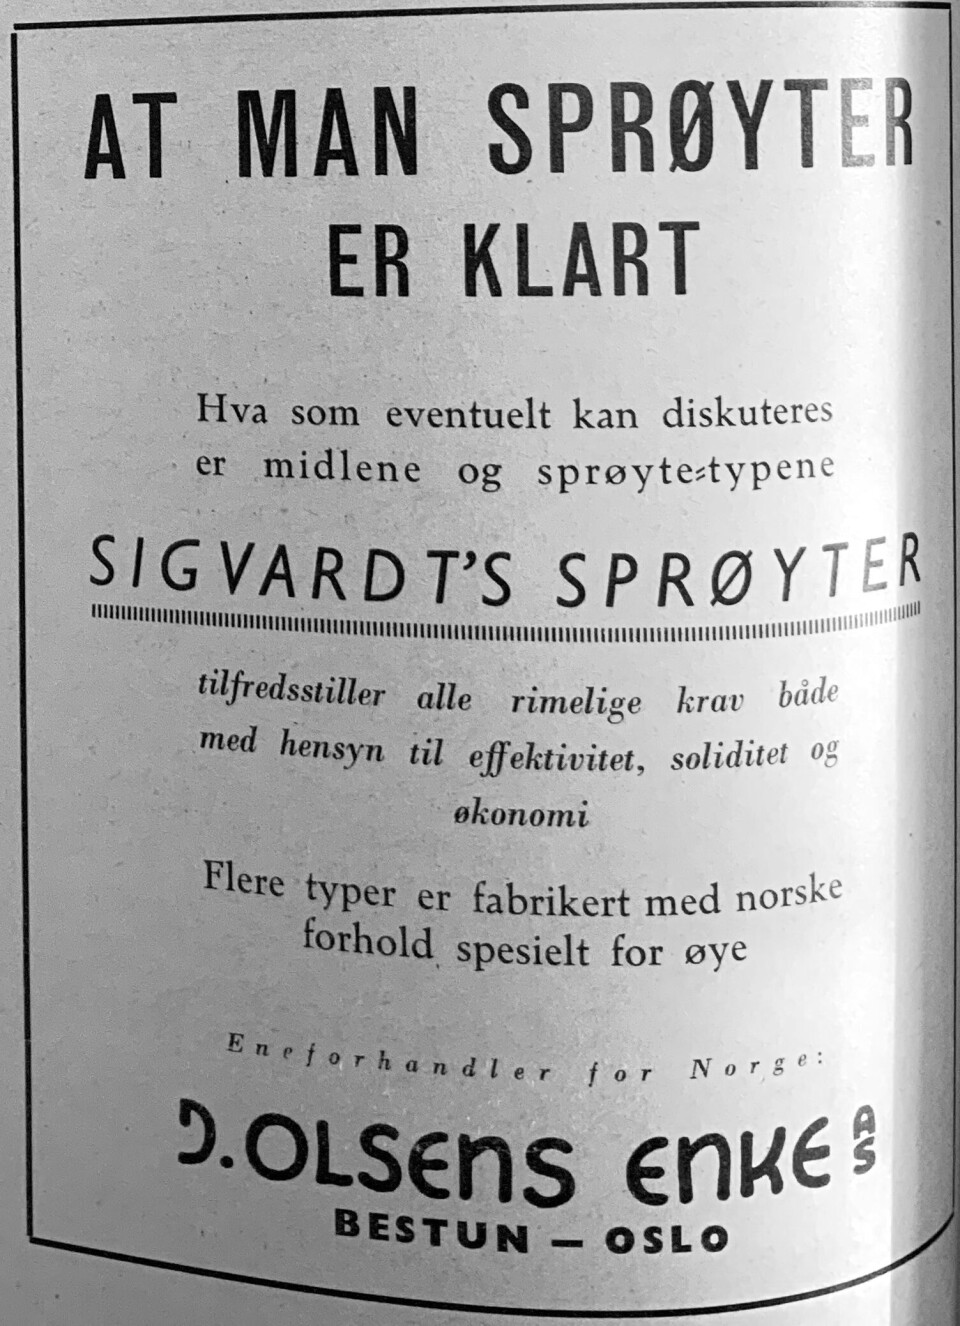 AT MAN SPRØYTER
ER KLART
Hva som eventuelt kan diskuteres
er midlene og sprøyte-typene
SIGVARDT'S SPRØYTER
tilfredsstiller alle rimelige krav både
med hensyn til effektivitet, soliditet og
økonomi
Flere typer er fabrikert med norske
forhold spesielt for øye
Eneforhandler for Norge:
D. OLSENS ENKE AS
BESTUN — OSLO